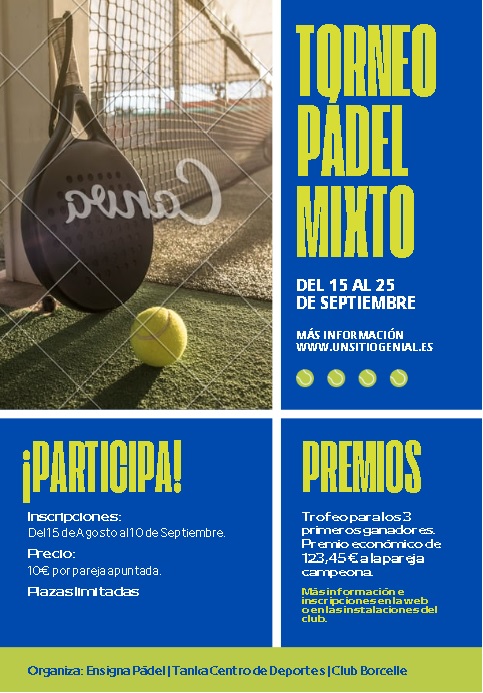 Canva
TORNEO
PÁDEL
MIXTO
DEL 15 AL 25
DE SEPTIEMBRE
MÁS INFORMACIÓN
WWW.UNSITIOGENIAL.ES
¡PARTICIPA!
Inscripciones:
Del 15 de Agosto al 10 de Septiembre.
Precio:
10€ por pareja apuntada.
Plazas limitadas
PREMIOS
Trofeo para los 3
primeros ganadores.
Premio económico de
123,45 € a la pareja
campeona.
Más información e
inscripciones en la web
o en las instalaciones del
club.
Organiza: Ensigna Pádel | Tanka Centro de Deportes | Club Borcelle